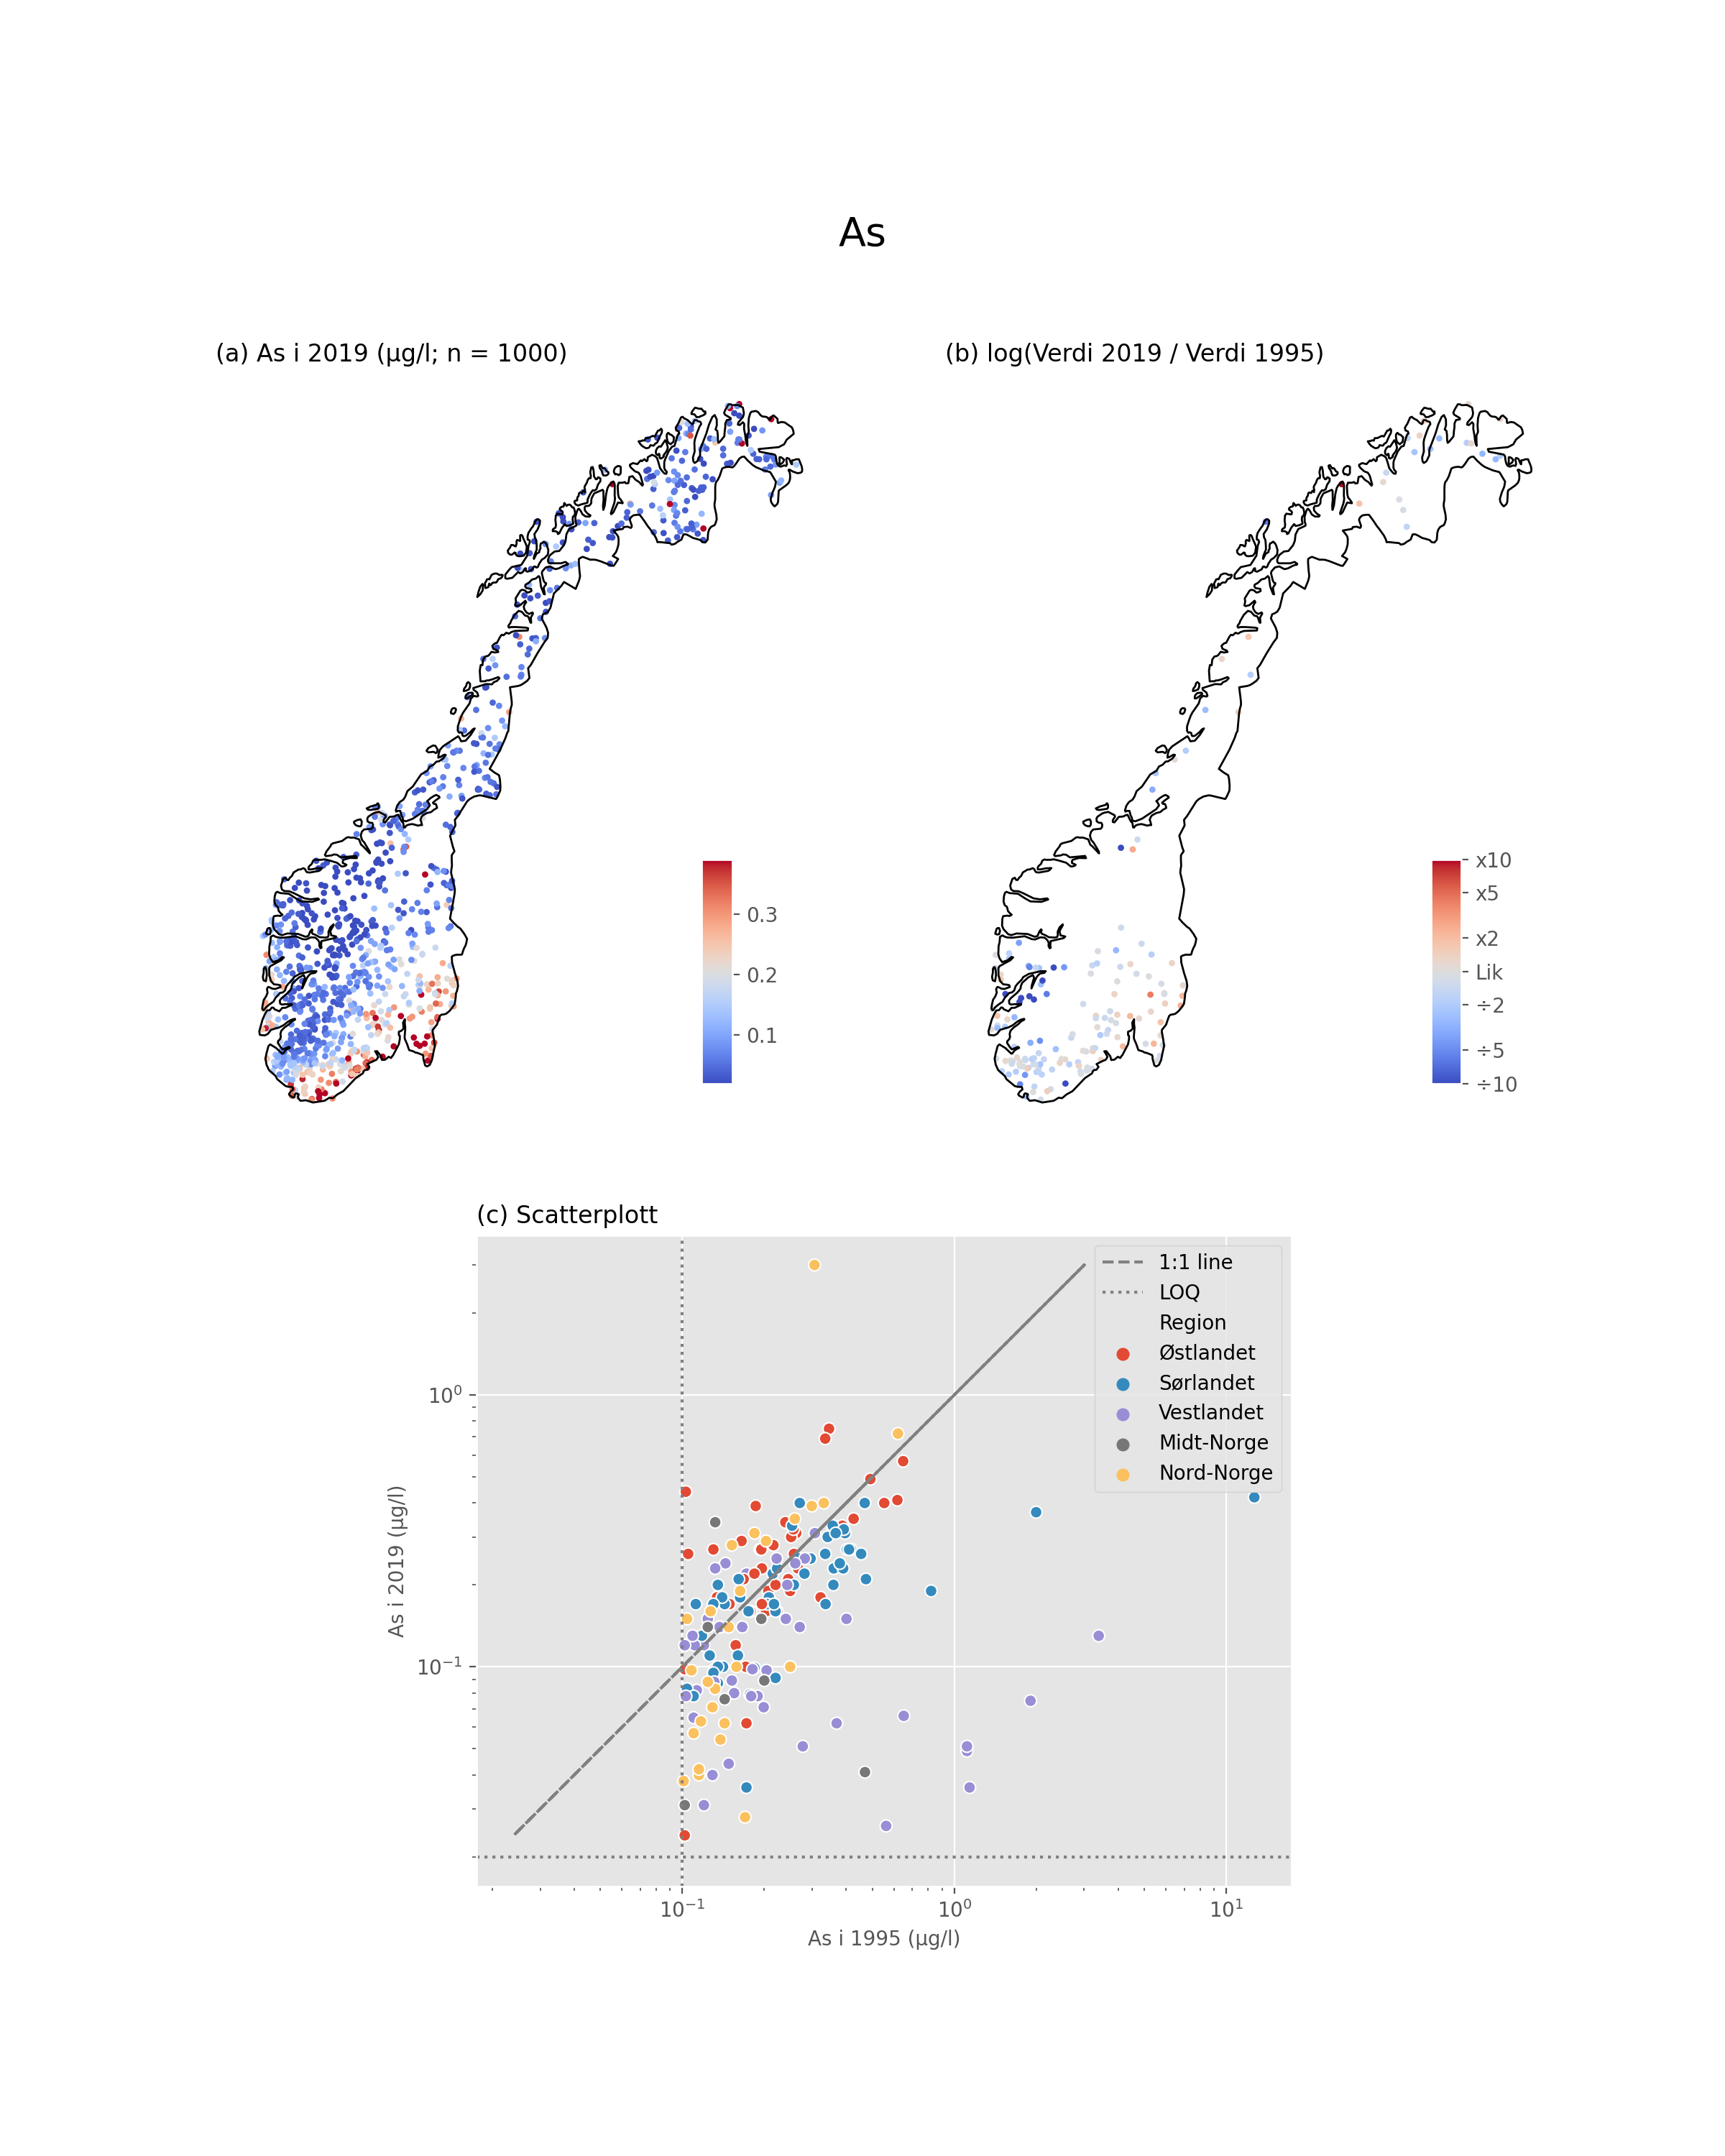 As
(a) As i 2019 (µg/l; n = 1000)
(b) log(Verdi 2019 / Verdi 1995)
0.3
0.2
0.1
x10
x5
x2
Lik
÷2
÷5
÷10
(c) Scatterplott
1:1 line
LOQ
Region
Østlandet
Sørlandet
Vestlandet
Midt-Norge
Nord-Norge
10⁰
10⁻¹
As i 2019 (µg/l)
10⁻¹ 10⁰ 10¹
As i 1995 (µg/l)